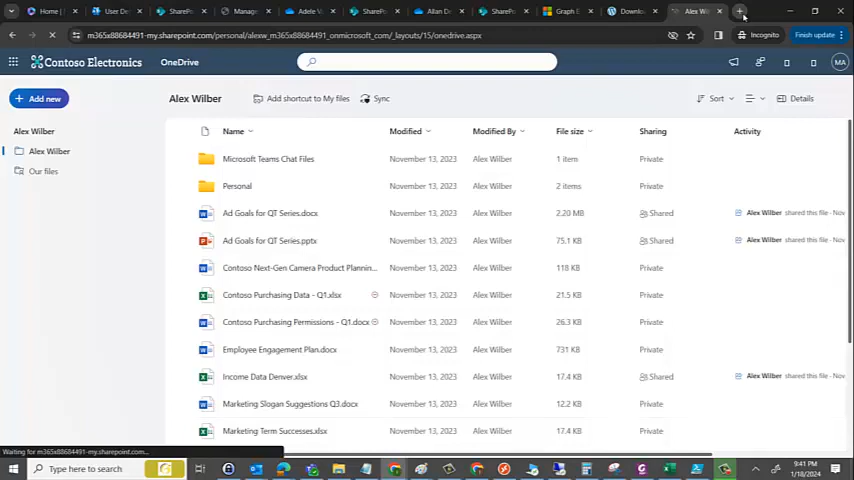 Home |
User De
SharePo
Manage
Adele V
SharePo
Allan De
SharePo
Graph E
Downlo
Alex Wil
m365x88684491-my.sharepoint.com/personal/alexw_m365x88684491_onmicrosoft_com/_layouts/15/onedrive.aspx
Incognito
Finish update
Contoso Electronics
OneDrive
MA
Add new
Alex Wilber
Add shortcut to My files
Sync
Sort
Details
Alex Wilber
Alex Wilber
Our files
Name Modified Modified By File size Sharing Activity
Microsoft Teams Chat Files November 13, 2023 Alex Wilber 1 item Private
Personal November 13, 2023 Alex Wilber 2 items Private
Ad Goals for QT Series.docx November 13, 2023 Alex Wilber 2.20 MB Shared Alex Wilber shared this file - Nov
Ad Goals for QT Series.pptx November 13, 2023 Alex Wilber 75.1 KB Shared Alex Wilber shared this file - Nov
Contoso Next-Gen Camera Product Plannin... November 13, 2023 Alex Wilber 118 KB Private
Contoso Purchasing Data - Q1.xlsx November 13, 2023 Alex Wilber 21.5 KB Private
Contoso Purchasing Permissions - Q1.docx November 13, 2023 Alex Wilber 26.3 KB Private
Employee Engagement Plan.docx November 13, 2023 Alex Wilber 731 KB Private
Income Data Denver.xlsx November 13, 2023 Alex Wilber 17.4 KB Shared Alex Wilber shared this file - Nov
Marketing Slogan Suggestions Q3.docx November 13, 2023 Alex Wilber 12.2 KB Private
Marketing Term Successes.xlsx November 13, 2023 Alex Wilber 17.4 KB Private
Waiting for m365x88684491-my.sharepoint.com...
Type here to search
9:41 PM
1/18/2024